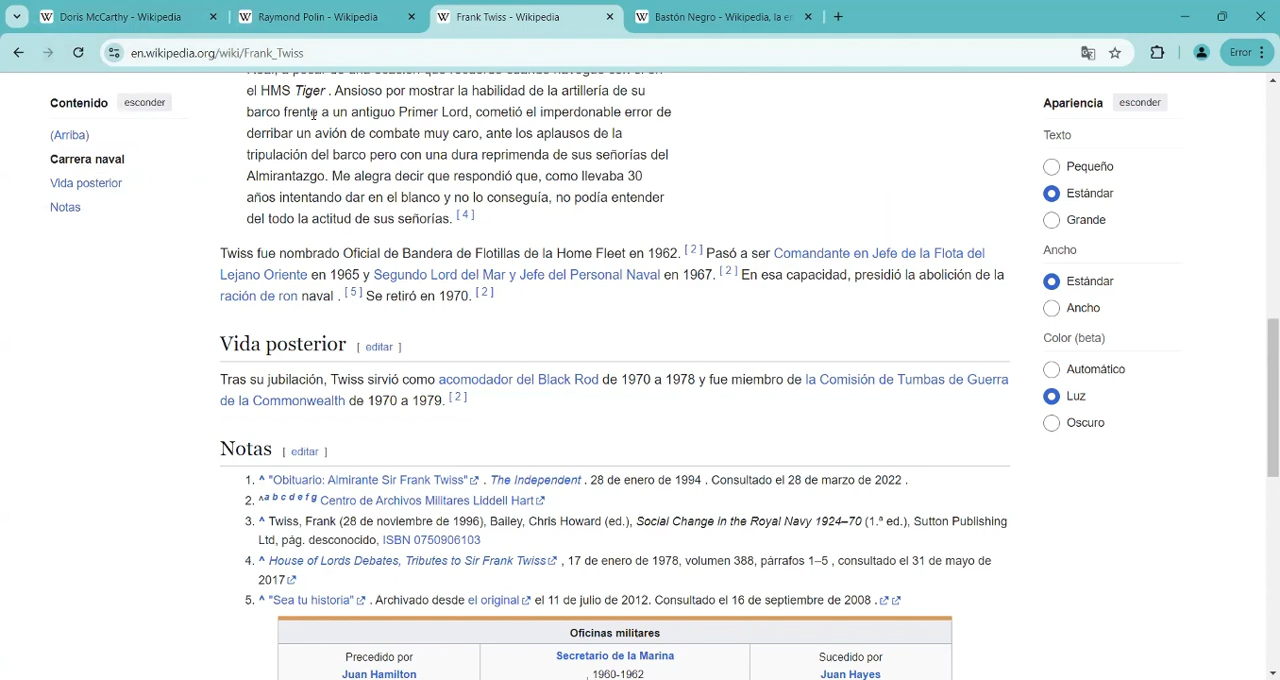 Doris McCarthy - Wikipedia
Raymond Polin - Wikipedia
Frank Twiss - Wikipedia
Bastón Negro - Wikipedia, la en
en.wikipedia.org/wiki/Frank_Twiss
Error
Contenido esconder
(Arriba)
Carrera naval
Vida posterior
Notas
el HMS Tiger . Ansioso por mostrar la habilidad de la artillería de su
barco frente a un antiguo Primer Lord, cometió el imperdonable error de
derribar un avión de combate muy caro, ante los aplausos de la
tripulación del barco pero con una dura reprimenda de sus señorías del
Almirantazgo. Me alegra decir que respondió que, como llevaba 30
años intentando dar en el blanco y no lo conseguía, no podía entender
del todo la actitud de sus señorías. [ 4 ]
Twiss fue nombrado Oficial de Bandera de Flotillas de la Home Fleet en 1962. [ 2 ] Pasó a ser Comandante en Jefe de la Flota del
Lejano Oriente en 1965 y Segundo Lord del Mar y Jefe del Personal Naval en 1967. [ 2 ] En esa capacidad, presidió la abolición de la
ración de ron naval . [ 5 ] Se retiró en 1970. [ 2 ]
Vida posterior [ editar ]
Tras su jubilación, Twiss sirvió como acomodador del Black Rod de 1970 a 1978 y fue miembro de la Comisión de Tumbas de Guerra
de la Commonwealth de 1970 a 1979. [ 2 ]
Notas [ editar ]
1. ^ "Obituario: Almirante Sir Frank Twiss" . The Independent . 28 de enero de 1994 . Consultado el 28 de marzo de 2022 .
2. ^ a b c d e f g Centro de Archivos Militares Liddell Hart
3. ^ Twiss, Frank (28 de noviembre de 1996), Bailey, Chris Howard (ed.), Social Change in the Royal Navy 1924–70 (1.ª ed.), Sutton Publishing
Ltd, pág. desconocido, ISBN 0750906103
4. ^ House of Lords Debates, Tributes to Sir Frank Twiss , 17 de enero de 1978, volumen 388, párrafos 1–5 , consultado el 31 de mayo de
2017
5. ^ "Sea tu historia" . Archivado desde el original el 11 de julio de 2012. Consultado el 16 de septiembre de 2008 .
Oficinas militares
Precedido por
Juan Hamilton
Secretario de la Marina
, 1960-1962
Sucedido por
Juan Hayes
Apariencia esconder
Texto
Pequeño
Estándar
Grande
Ancho
Estándar
Ancho
Color (beta)
Automático
Luz
Oscuro